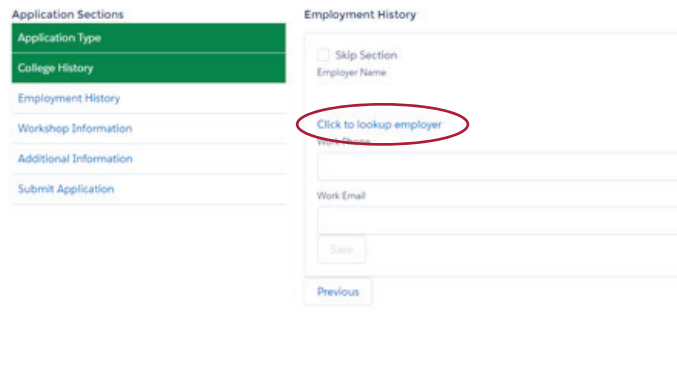 Application Sections
Application Type
College History
Employment History
Workshop Information
Additional Information
Submit Application
Employment History
Skip Section
Employer Name
Click to lookup employer
Work Phone
Work Email
Save
Previous